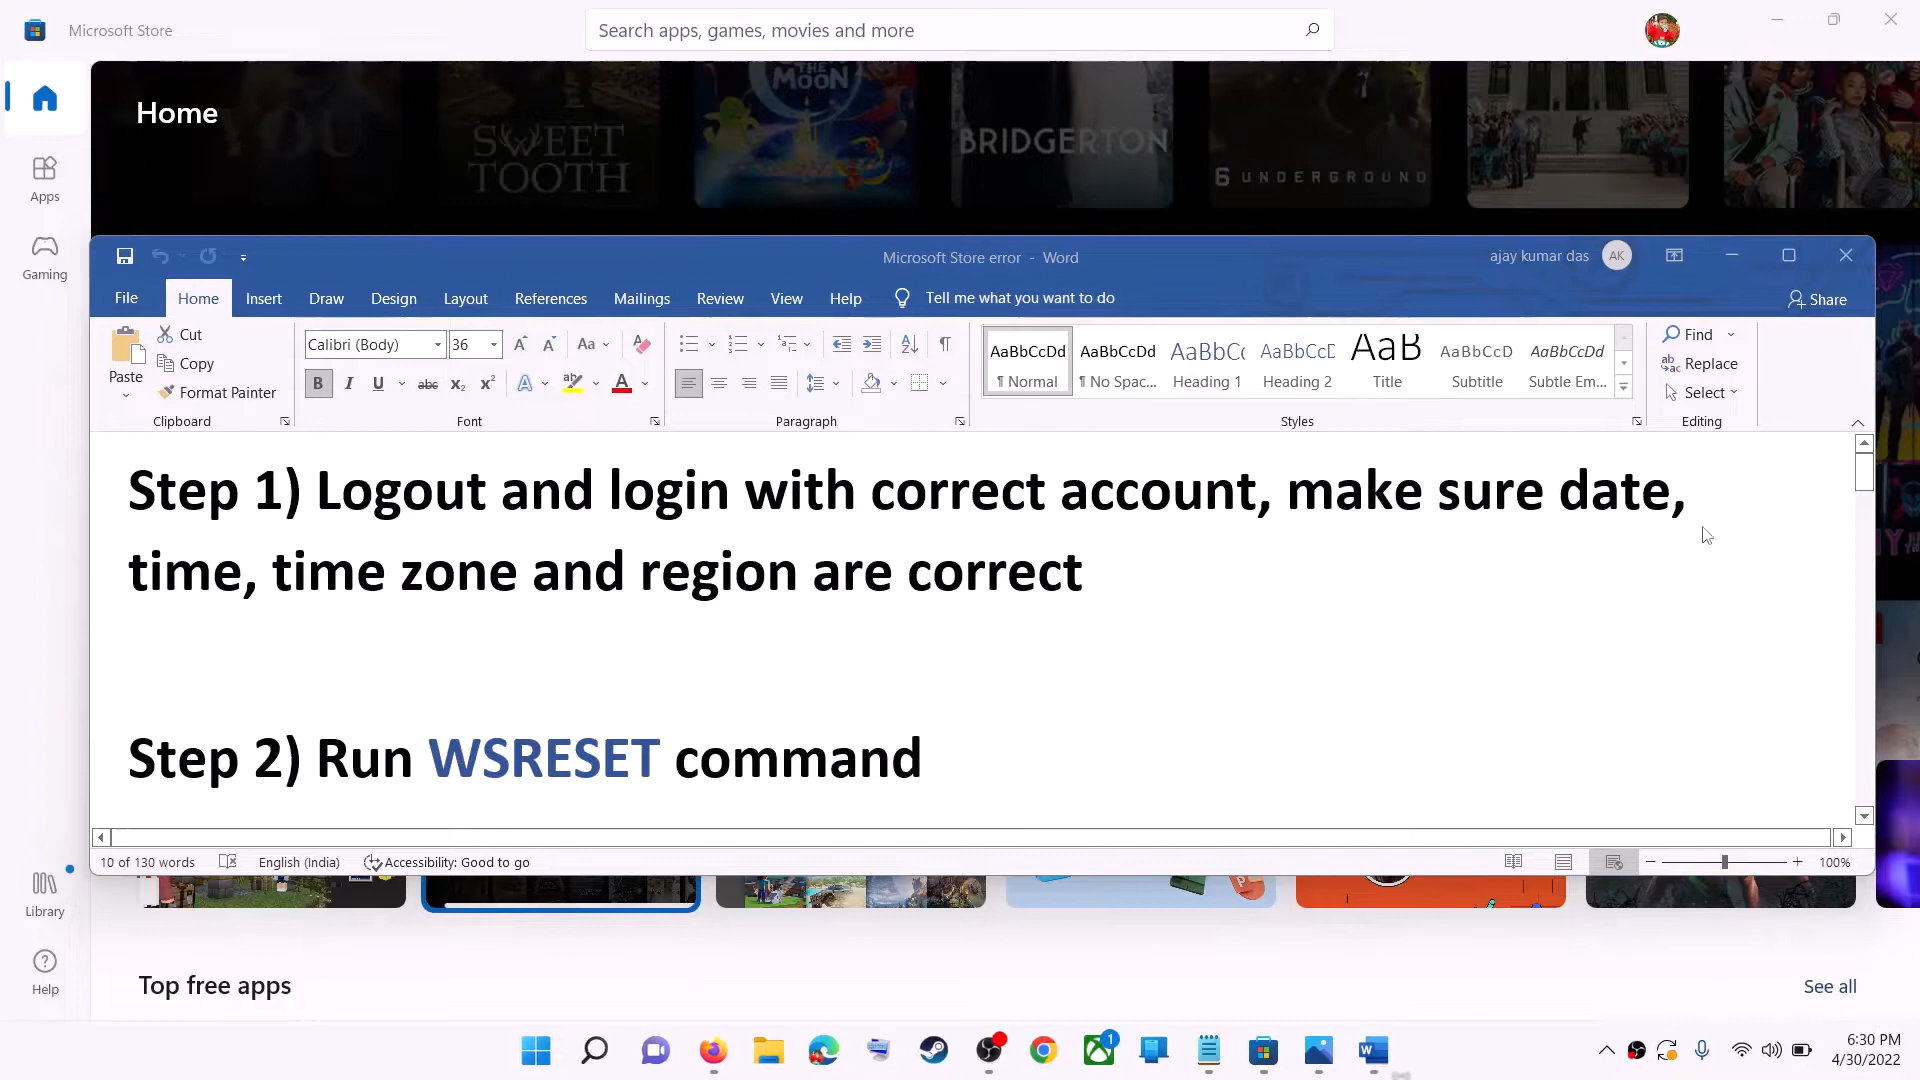 Microsoft Store
Search apps, games, movies and more
Home
Apps
Gaming
SWEET
TOOTH
THE
MOON
BRIDGERTON
6 UNDERGROUND
Microsoft Store error - Word
ajay kumar das
AK
File
Home
Insert
Draw
Design
Layout
References
Mailings
Review
View
Help
Tell me what you want to do
Share
Paste
Cut
Copy
Format Painter
Clipboard
Calibri (Body)
36
Font
Paragraph
AaBbCcDd
¶ Normal
AaBbCcDd
¶ No Spac...
AaBbCc
Heading 1
AaBbCcD
Heading 2
AaB
Title
AaBbCcD
Subtitle
AaBbCcDd
Subtle Em...
Styles
Find
Replace
Select
Editing
Step 1) Logout and login with correct account, make sure date,
time, time zone and region are correct
Step 2) Run WSRESET command
10 of 130 words
English (India)
Accessibility: Good to go
100%
Library
Help
Top free apps
See all
1
6:30 PM
4/30/2022